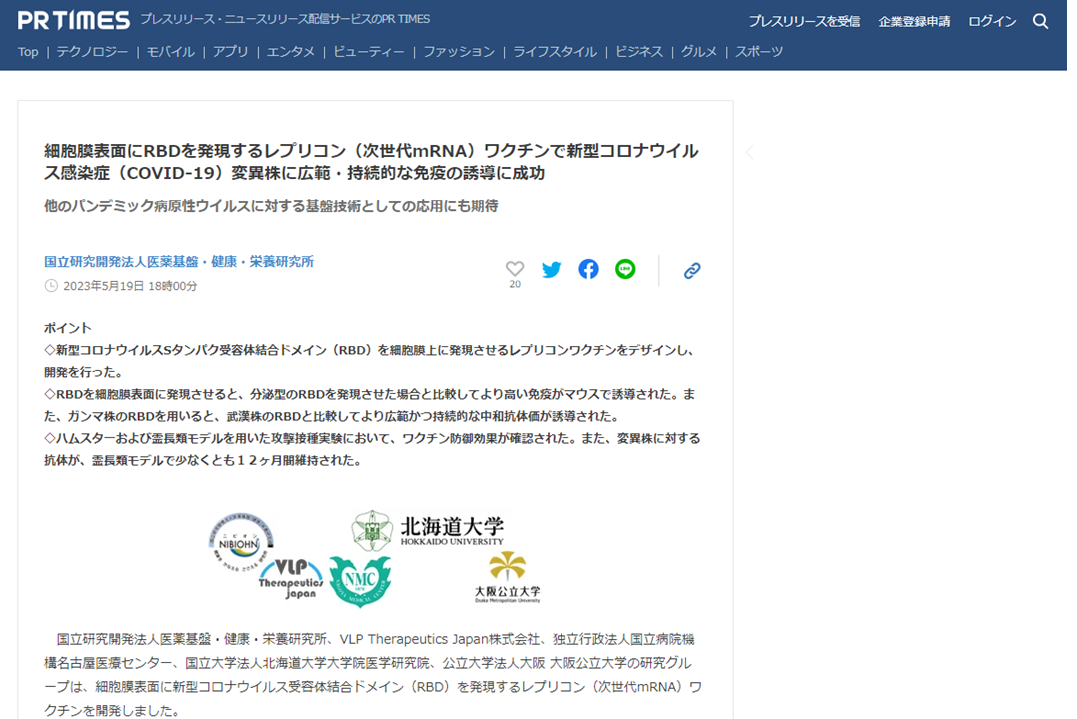 PR TIMES プレスリリース・ニュースリリース配信サービスのPR TIMES
プレスリリースを受信 企業登録申請 ログイン
Top | テクノロジー | モバイル | アプリ | エンタメ | ビューティー | ファッション | ライフスタイル | ビジネス | グルメ | スポーツ
細胞膜表面にRBDを発現するレプリコン（次世代mRNA）ワクチンで新型コロナウイル
ス感染症（COVID-19）変異株に広範・持続的な免疫の誘導に成功
他のパンデミック病原性ウイルスに対する基盤技術としての応用にも期待
国立研究開発法人医薬基盤・健康・栄養研究所
2023年5月19日 18時00分
20
ポイント
◇新型コロナウイルスSタンパク受容体結合ドメイン（RBD）を細胞膜上に発現させるレプリコンワクチンをデザインし、
開発を行った。
◇RBDを細胞膜表面に発現させると、分泌型のRBDを発現させた場合と比較してより高い免疫がマウスで誘導された。ま
た、ガンマ株のRBDを用いると、武漢株のRBDと比較してより広範かつ持続的な中和抗体価が誘導された。
◇ハムスターおよび霊長類モデルを用いた攻撃接種実験において、ワクチン防御効果が確認された。また、変異株に対する
抗体が、霊長類モデルで少なくとも１２ヶ月間維持された。
ニビオン
NIBIOHN
北海道大学
HOKKAIDO UNIVERSITY
VLP
Therapeutics
Japan
NMC
大阪公立大学
Osaka Metropolitan University
国立研究開発法人医薬基盤・健康・栄養研究所、VLP Therapeutics Japan株式会社、独立行政法人国立病院機
構名古屋医療センター、国立大学法人北海道大学大学院医学研究院、公立大学法人大阪 大阪公立大学の研究グル
ープは、細胞膜表面に新型コロナウイルス受容体結合ドメイン（RBD）を発現するレプリコン（次世代mRNA）ワ
クチンを開発しました。